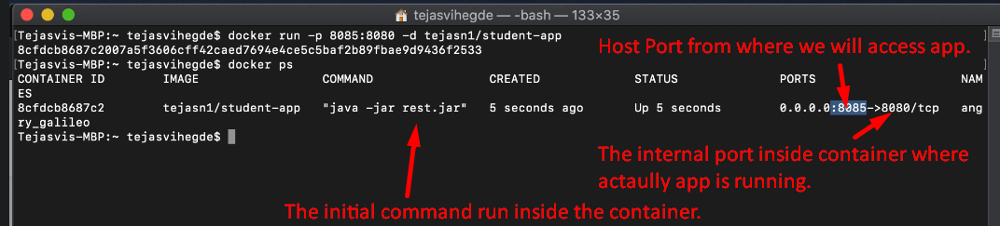 tejasvihegde — -bash — 133×35
[Tejasvis-MBP:~ tejasvihegde$ docker run -p 8085:8080 -d tejasn1/student-app ]
8cfdcb8687c2007a5f3606cff42caed7694e4ce5c5baf2b89fbae9d9436f2533
Host Port from where we will access app.
[Tejasvis-MBP:~ tejasvihegde$ docker ps ]
CONTAINER ID IMAGE COMMAND CREATED STATUS PORTS NAM
ES
8cfdcb8687c2 tejasn1/student-app "java -jar rest.jar" 5 seconds ago Up 5 seconds 0.0.0.0:8085->8080/tcp ang
ry_galileo
Tejasvis-MBP:~ tejasvihegde$
The internal port inside container where
actaully app is running.
The initial command run inside the container.